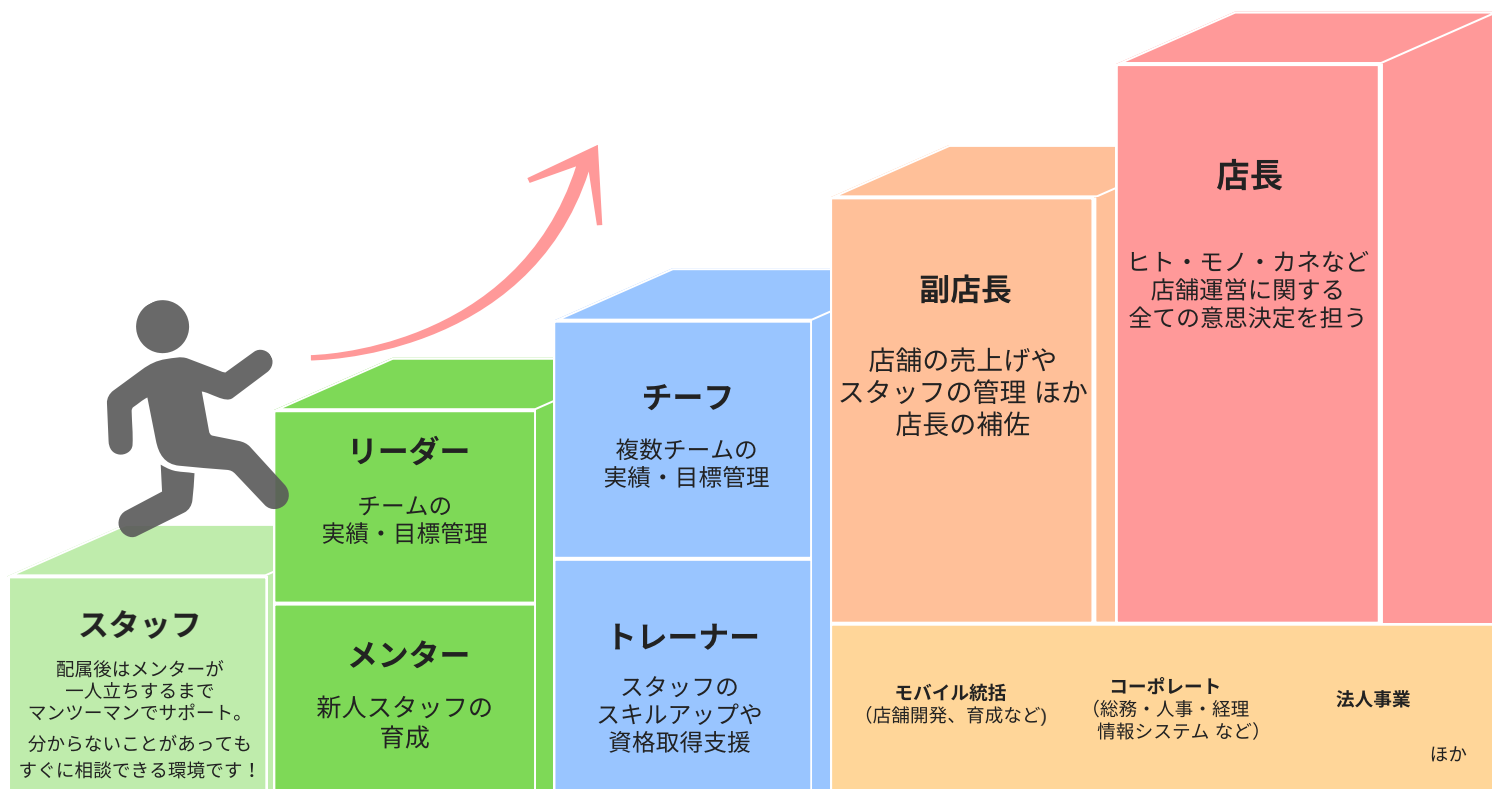 スタッフ
配属後はメンターが
一人立ちするまで
マンツーマンでサポート。
分からないことがあっても
すぐに相談できる環境です！
リーダー
チームの
実績・目標管理
メンター
新人スタッフの
育成
チーフ
複数チームの
実績・目標管理
トレーナー
スタッフの
スキルアップや
資格取得支援
副店長
店舗の売上げや
スタッフの管理 ほか
店長の補佐
店長
ヒト・モノ・カネなど
店舗運営に関する
全ての意思決定を担う
モバイル統括
（店舗開発、育成など)
コーポレート
（総務・人事・経理
情報システム など）
法人事業
ほか